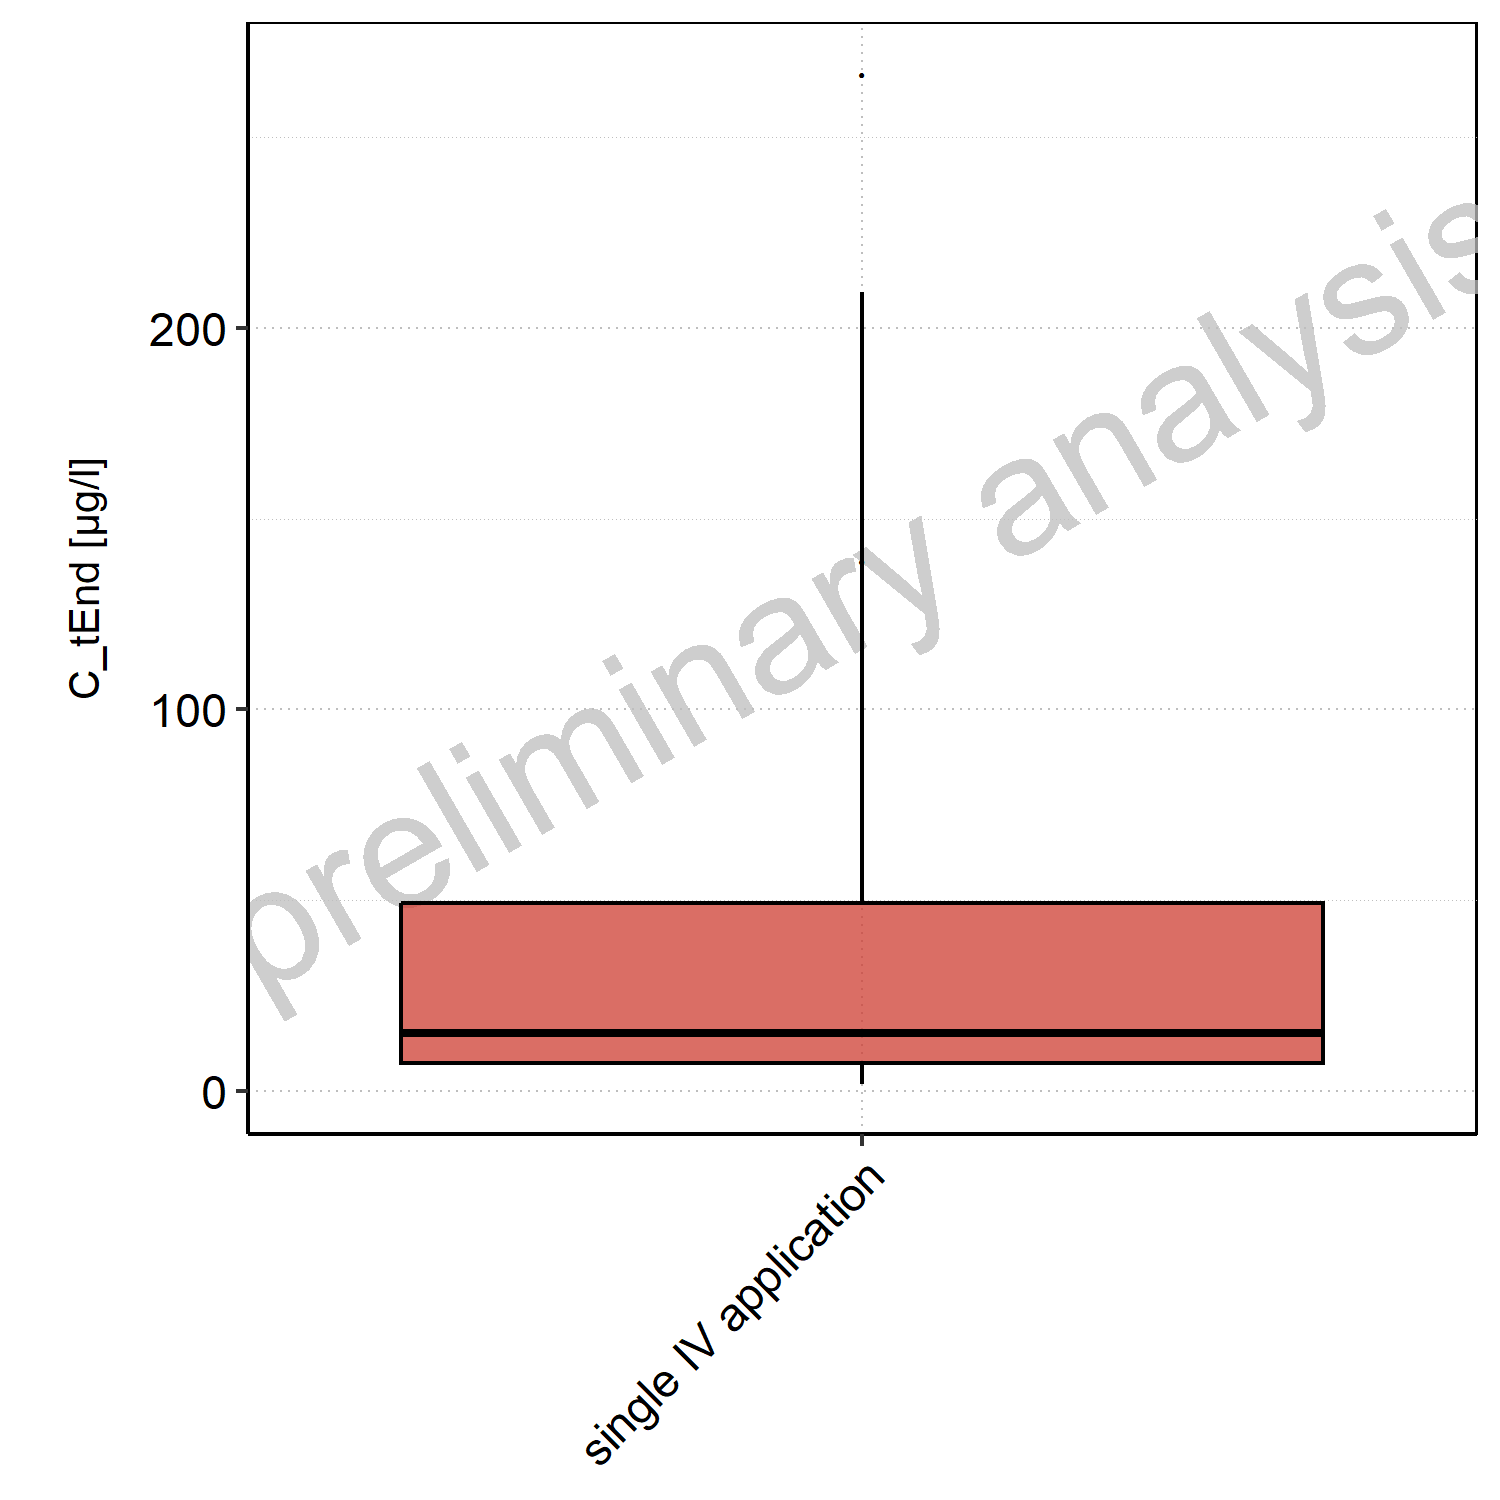 200
100
0
C_tEnd [µg/l]
preliminary analysis
single IV application